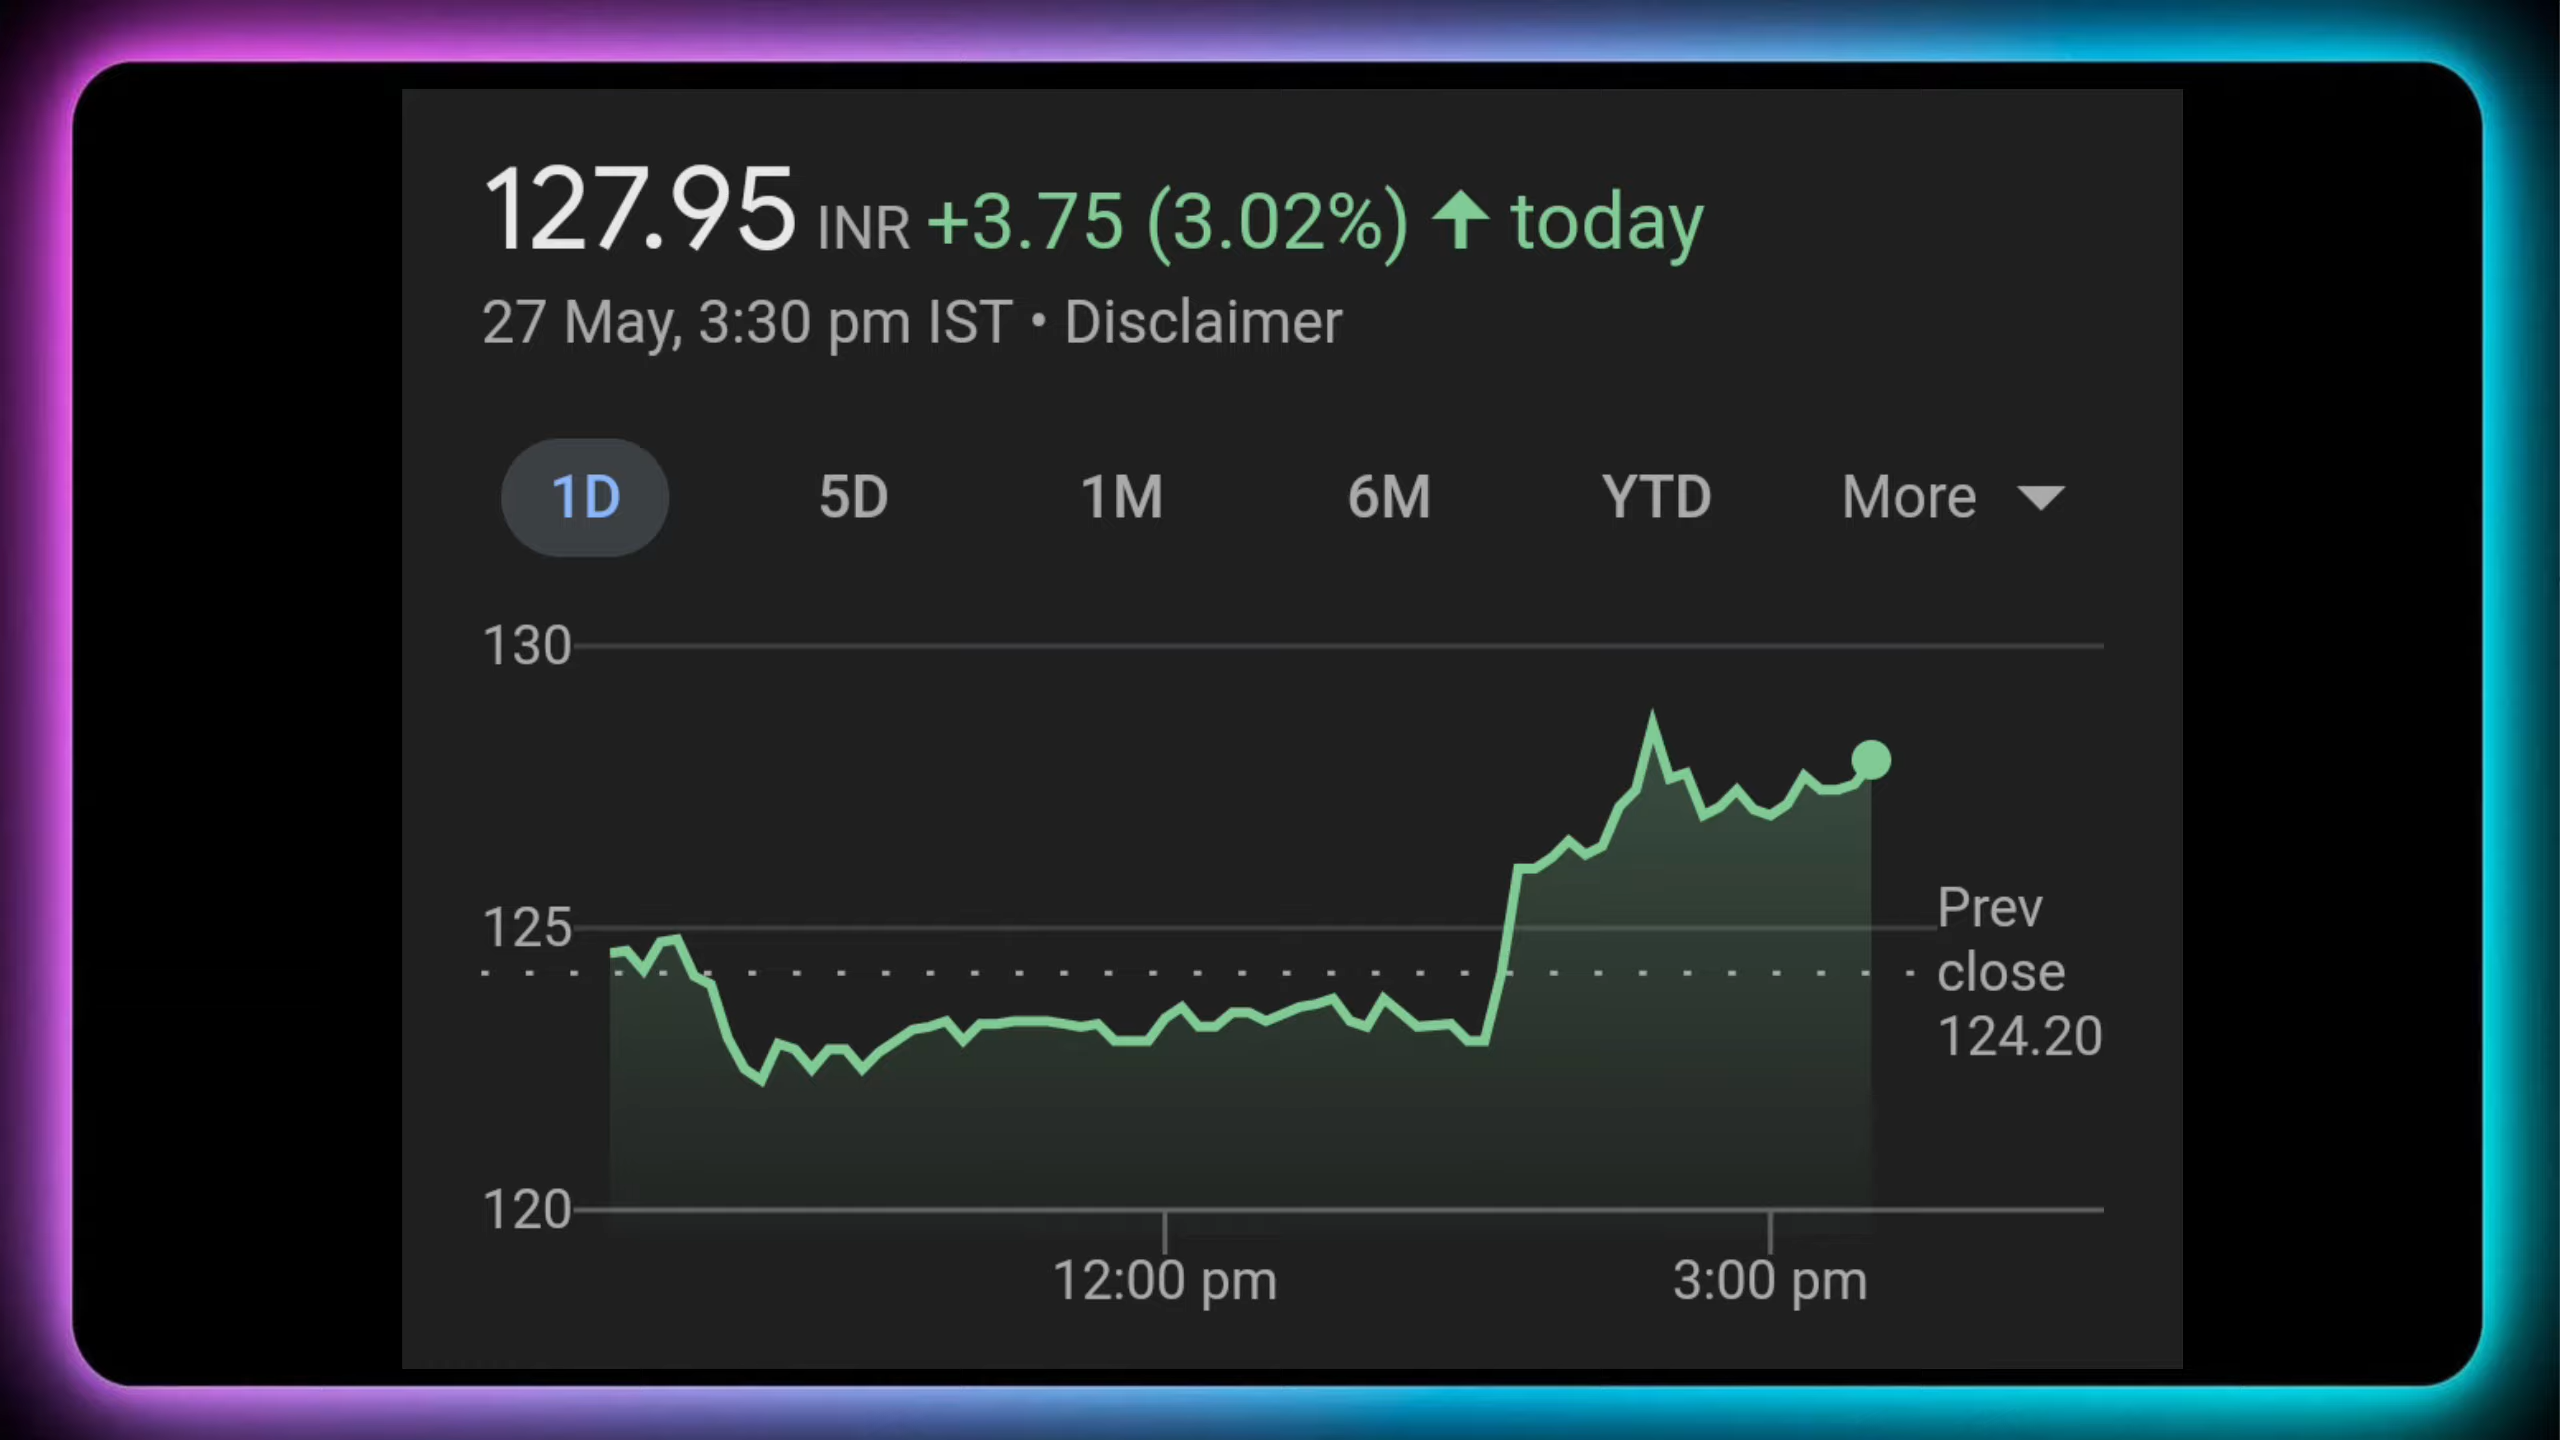 127.95 INR +3.75 (3.02%) ↑ today
27 May, 3:30 pm IST • Disclaimer
1D 5D 1M 6M YTD More
130
125
120
Prev
close
124.20
12:00 pm 3:00 pm